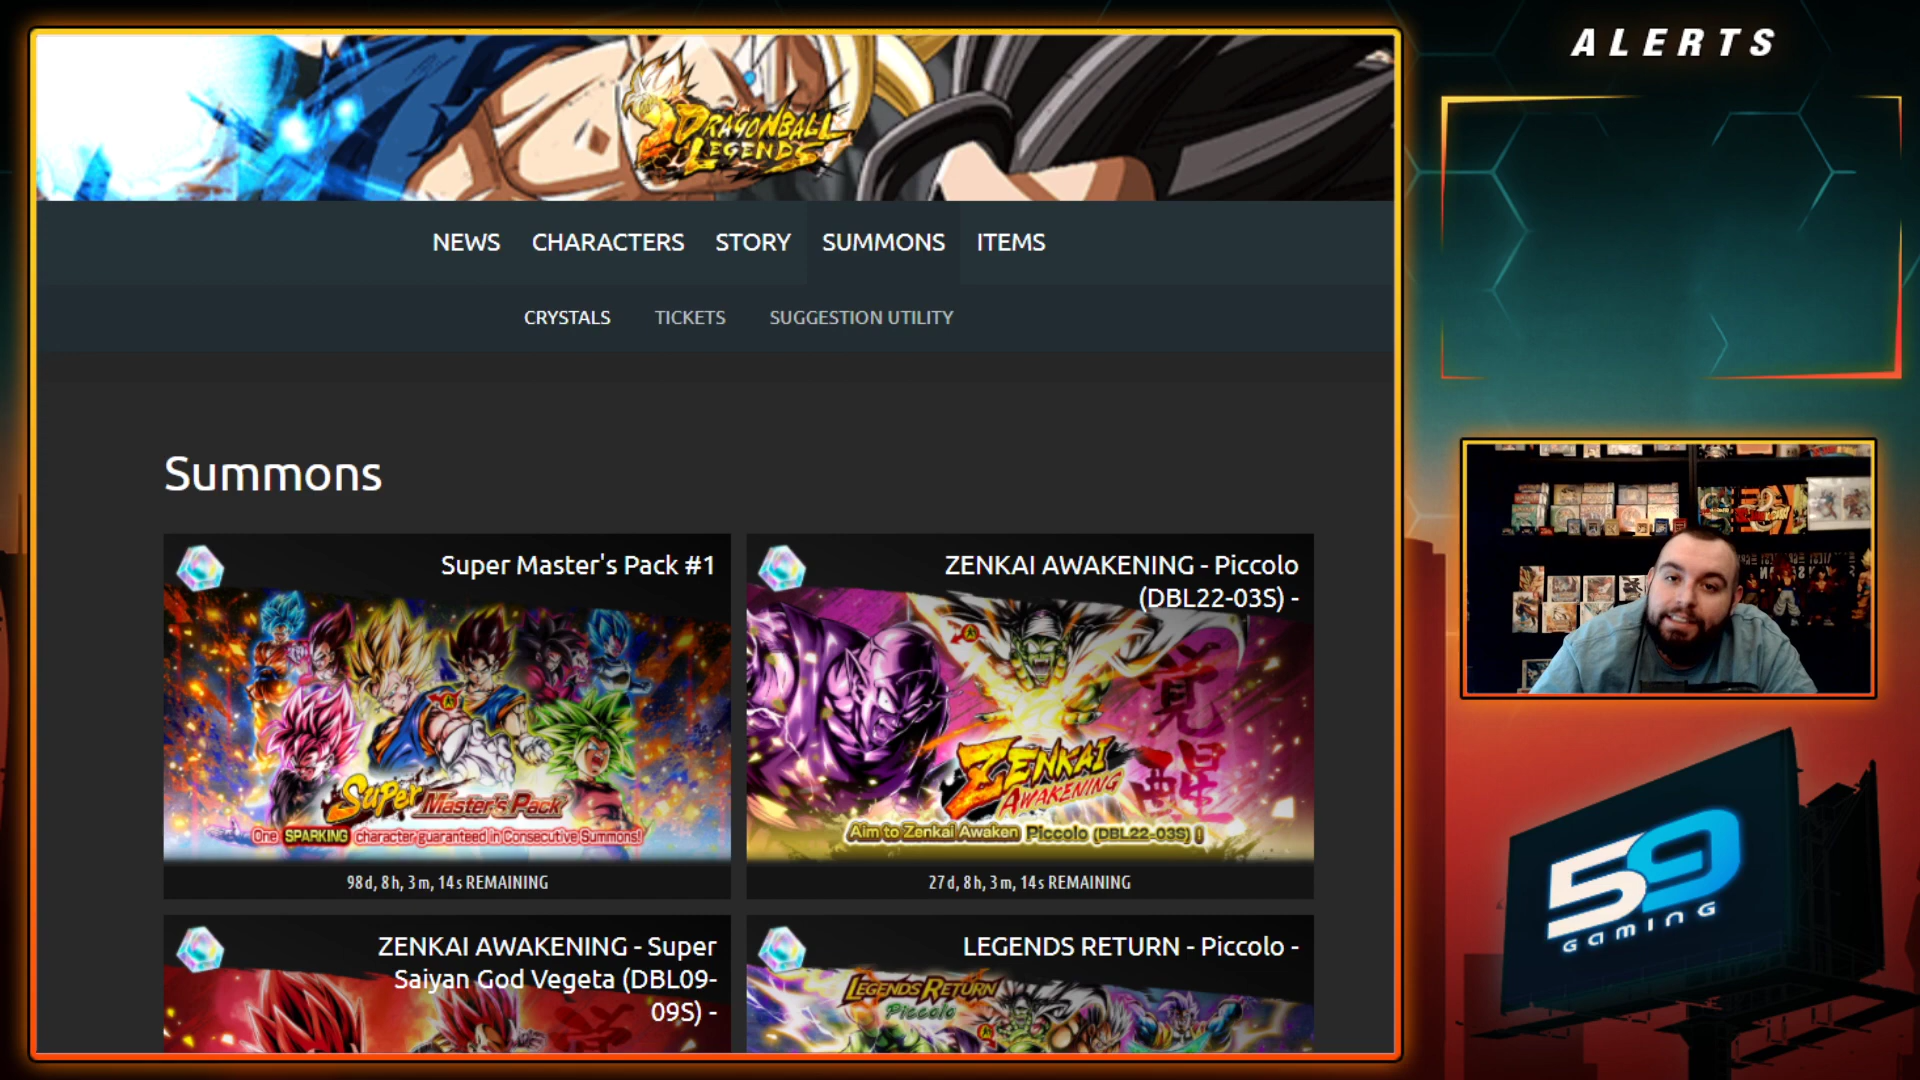 ALERTS
DRAGONBALL
LEGENDS
NEWS CHARACTERS STORY SUMMONS ITEMS
CRYSTALS TICKETS SUGGESTION UTILITY
Summons
Super Master's Pack #1
SUPER Master's Pack
One SPARKING character guaranteed in Consecutive Summons!
98d, 8h, 3m, 14s REMAINING
ZENKAI AWAKENING - Piccolo
(DBL22-03S) -
覚醒
ZENKAI
AWAKENING
Aim to Zenkai Awaken Piccolo (DBL22-03S) !
27d, 8h, 3m, 14s REMAINING
ZENKAI AWAKENING - Super
Saiyan God Vegeta (DBL09-
09S) -
LEGENDS RETURN - Piccolo -
LEGENDS RETURN
Piccolo
59
GAMING